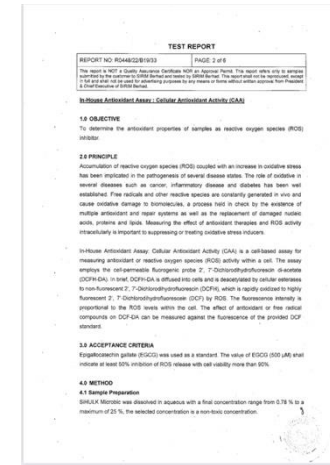 TEST REPORT
REPORT NO: R0448/22/B19/33 PAGE: 2 of 6
This report is NOT a Quality Assurance Certificate NOR an Approval Permit. This report refers only to samples
submitted by the customer to SIRIM Berhad and tested by SIRIM Berhad. This report shall not be reproduced, except
in full and shall not be used for advertising purposes by any means or forms without written approval from President
& Chief Executive of SIRIM Berhad.
In-House Antioxidant Assay : Cellular Antioxidant Activity (CAA)
1.0 OBJECTIVE
To determine the antioxidant properties of samples as reactive oxygen species (ROS)
inhibitor.
2.0 PRINCIPLE
Accumulation of reactive oxygen species (ROS) coupled with an increase in oxidative stress
has been implicated in the pathogenesis of several disease states. The role of oxidative in
several diseases such as cancer, inflammatory disease and diabetes has been well
established. Free radicals and other reactive species are constantly generated in vivo and
cause oxidative damage to biomolecules, a process held in check by the existence of
multiple antioxidant and repair systems as well as the replacement of damaged nucleic
acids, proteins and lipids. Measuring the effect of antioxidant therapies and ROS activity
intracellularly is important to suppressing or treating oxidative stress inducers.
In-House Antioxidant Assay: Cellular Antioxidant Activity (CAA) is a cell-based assay for
measuring antioxidant or reactive oxygen species (ROS) activity within a cell. The assay
employs the cell-permeable fluorogenic probe 2', 7'-Dichlorodihydrofluorescin diacetate
(DCFH-DA). In brief, DCFH-DA is diffused into cells and is deacetylated by cellular esterases
to non-fluorescent 2', 7'-Dichlorodihydrofluorescin (DCFH), which is rapidly oxidized to highly
fluorescent 2', 7'-Dichlorodihydrofluorescein (DCF) by ROS. The fluorescence intensity is
proportional to the ROS levels within the cell. The effect of antioxidant or free radical
compounds on DCF-DA can be measured against the fluorescence of the provided DCF
standard.
3.0 ACCEPTANCE CRITERIA
Epigallocatechin gallate (EGCG) was used as a standard. The value of EGCG (500 µM) shall
indicate at least 50% inhibition of ROS release with cell viability more than 90%.
4.0 METHOD
4.1 Sample Preparation
Microbic was dissolved in aqueous with a final concentration range from 0.78 % to a
maximum of 25 %, the selected concentration is a non-toxic concentration.